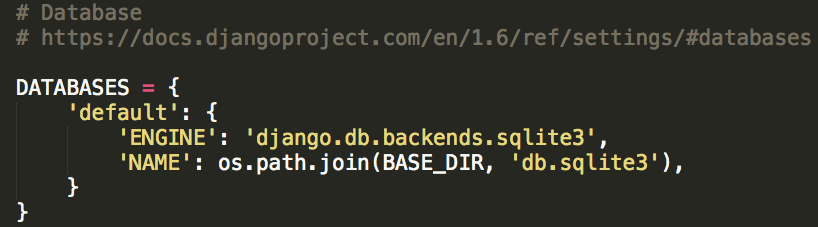 # Database
# https://docs.djangoproject.com/en/1.6/ref/settings/#databases
DATABASES = {
    'default': {
        'ENGINE': 'django.db.backends.sqlite3',
        'NAME': os.path.join(BASE_DIR, 'db.sqlite3'),
    }
}